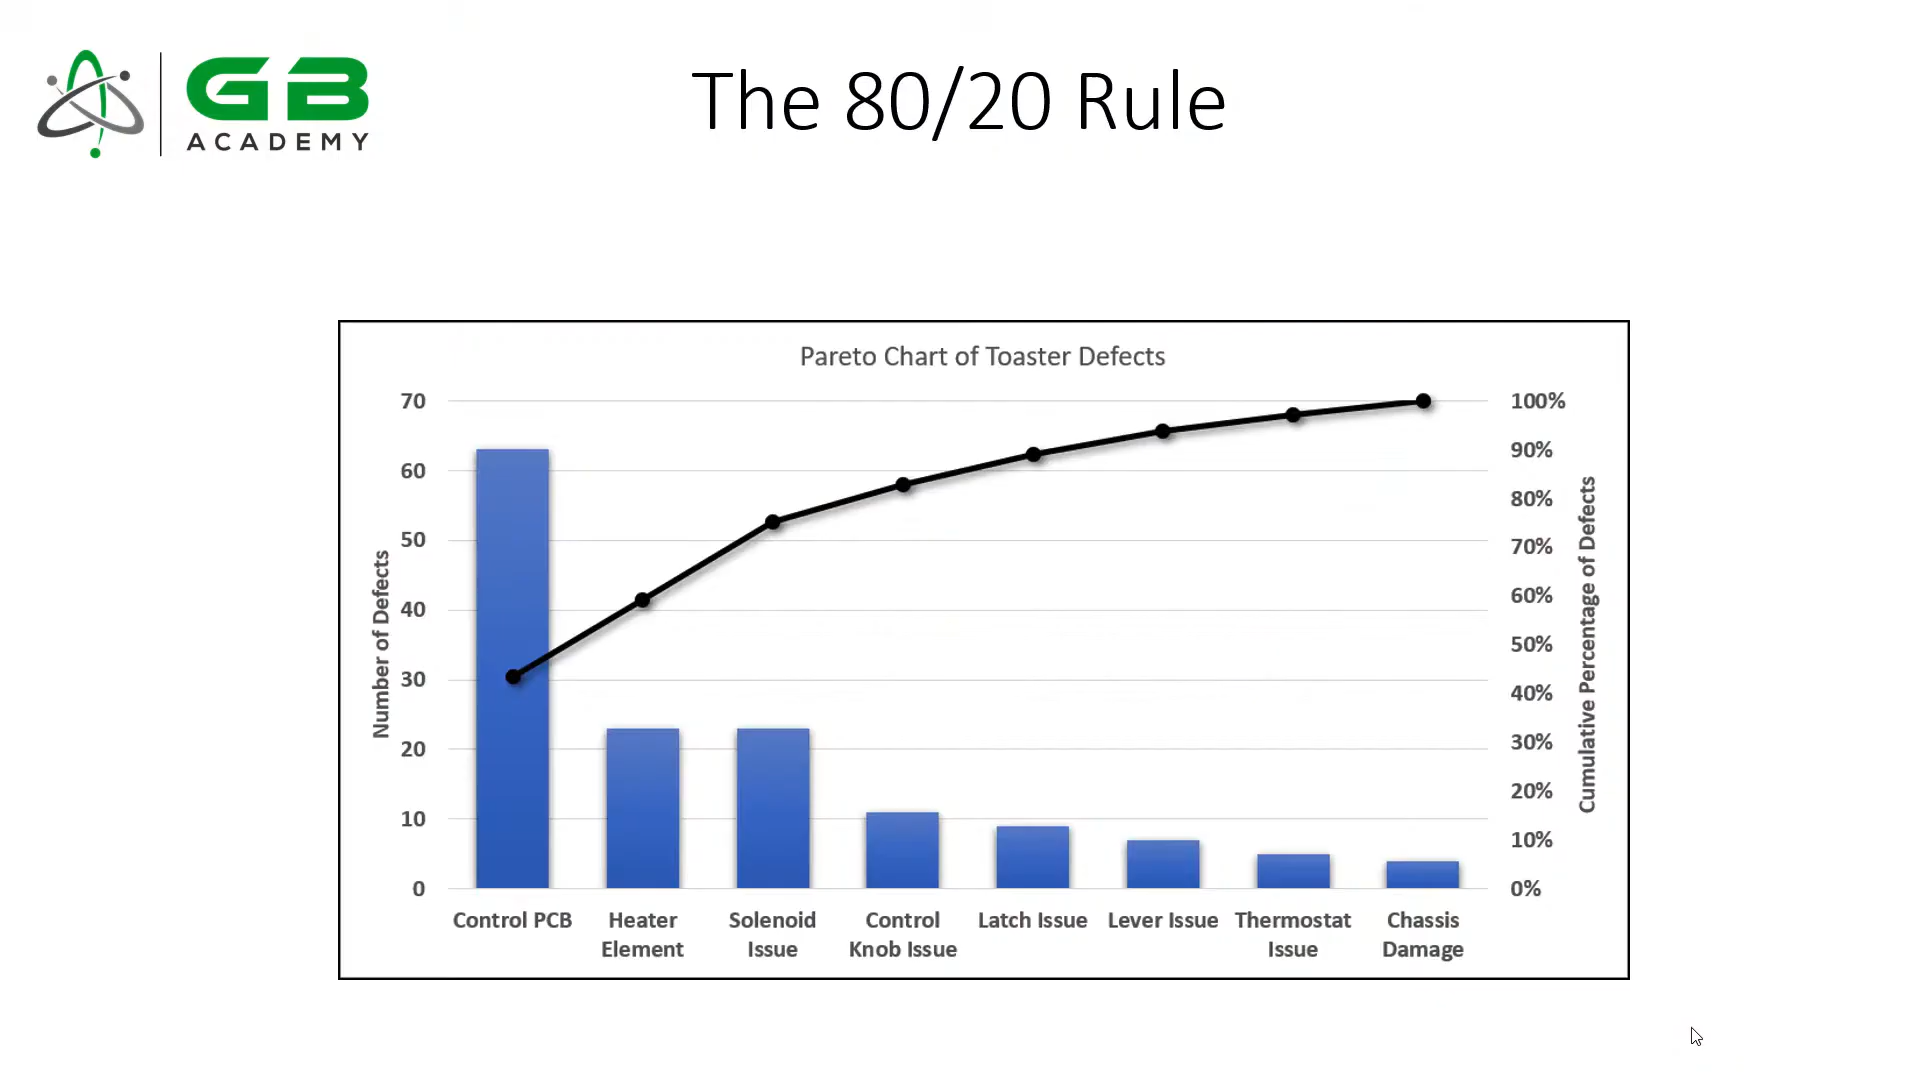 GB
ACADEMY
The 80/20 Rule
Pareto Chart of Toaster Defects
70
60
50
40
30
20
10
0
Number of Defects
100%
90%
80%
70%
60%
50%
40%
30%
20%
10%
0%
Cumulative Percentage of Defects
Control PCB
Heater
Element
Solenoid
Issue
Control
Knob Issue
Latch Issue
Lever Issue
Thermostat
Issue
Chassis
Damage